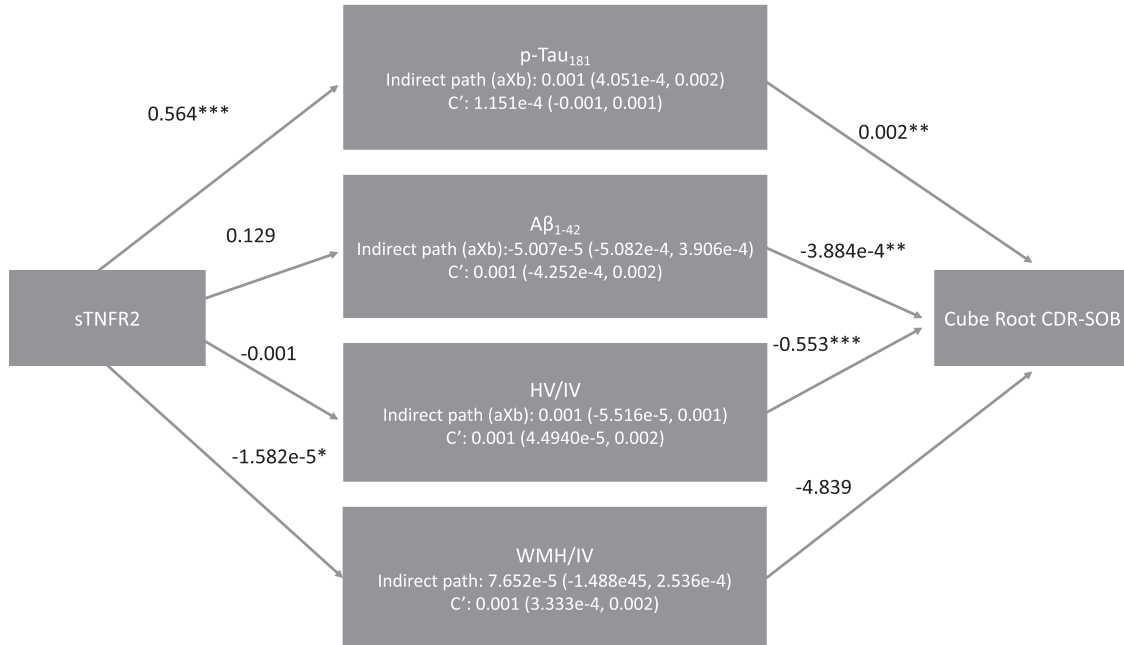 p-Tau181
Indirect path (aXb): 0.001 (4.051e-4, 0.002)
C′: 1.151e-4 (-0.001, 0.001)
0.564***
0.002**
Aβ1-42
Indirect path (aXb):-5.007e-5 (-5.082e-4, 3.906e-4)
C′: 0.001 (-4.252e-4, 0.002)
0.129
-3.884e-4**
sTNFR2
Cube Root CDR-SOB
-0.001
-0.553***
HV/IV
Indirect path (aXb): 0.001 (-5.516e-5, 0.001)
C′: 0.001 (4.4940e-5, 0.002)
-1.582e-5*
-4.839
WMH/IV
Indirect path: 7.652e-5 (-1.488e45, 2.536e-4)
C′: 0.001 (3.333e-4, 0.002)